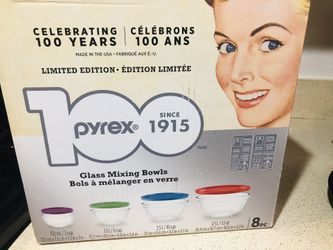 CELEBRATING
100 YEARS
CÉLÉBRONS
100 ANS
MADE IN THE USA • FABRIQUÉ AUX É.-U.
LIMITED EDITION • ÉDITION LIMITÉE
100
pyrex®
SINCE
1915
Glass Mixing Bowls
Bols à mélanger en verre
8PC